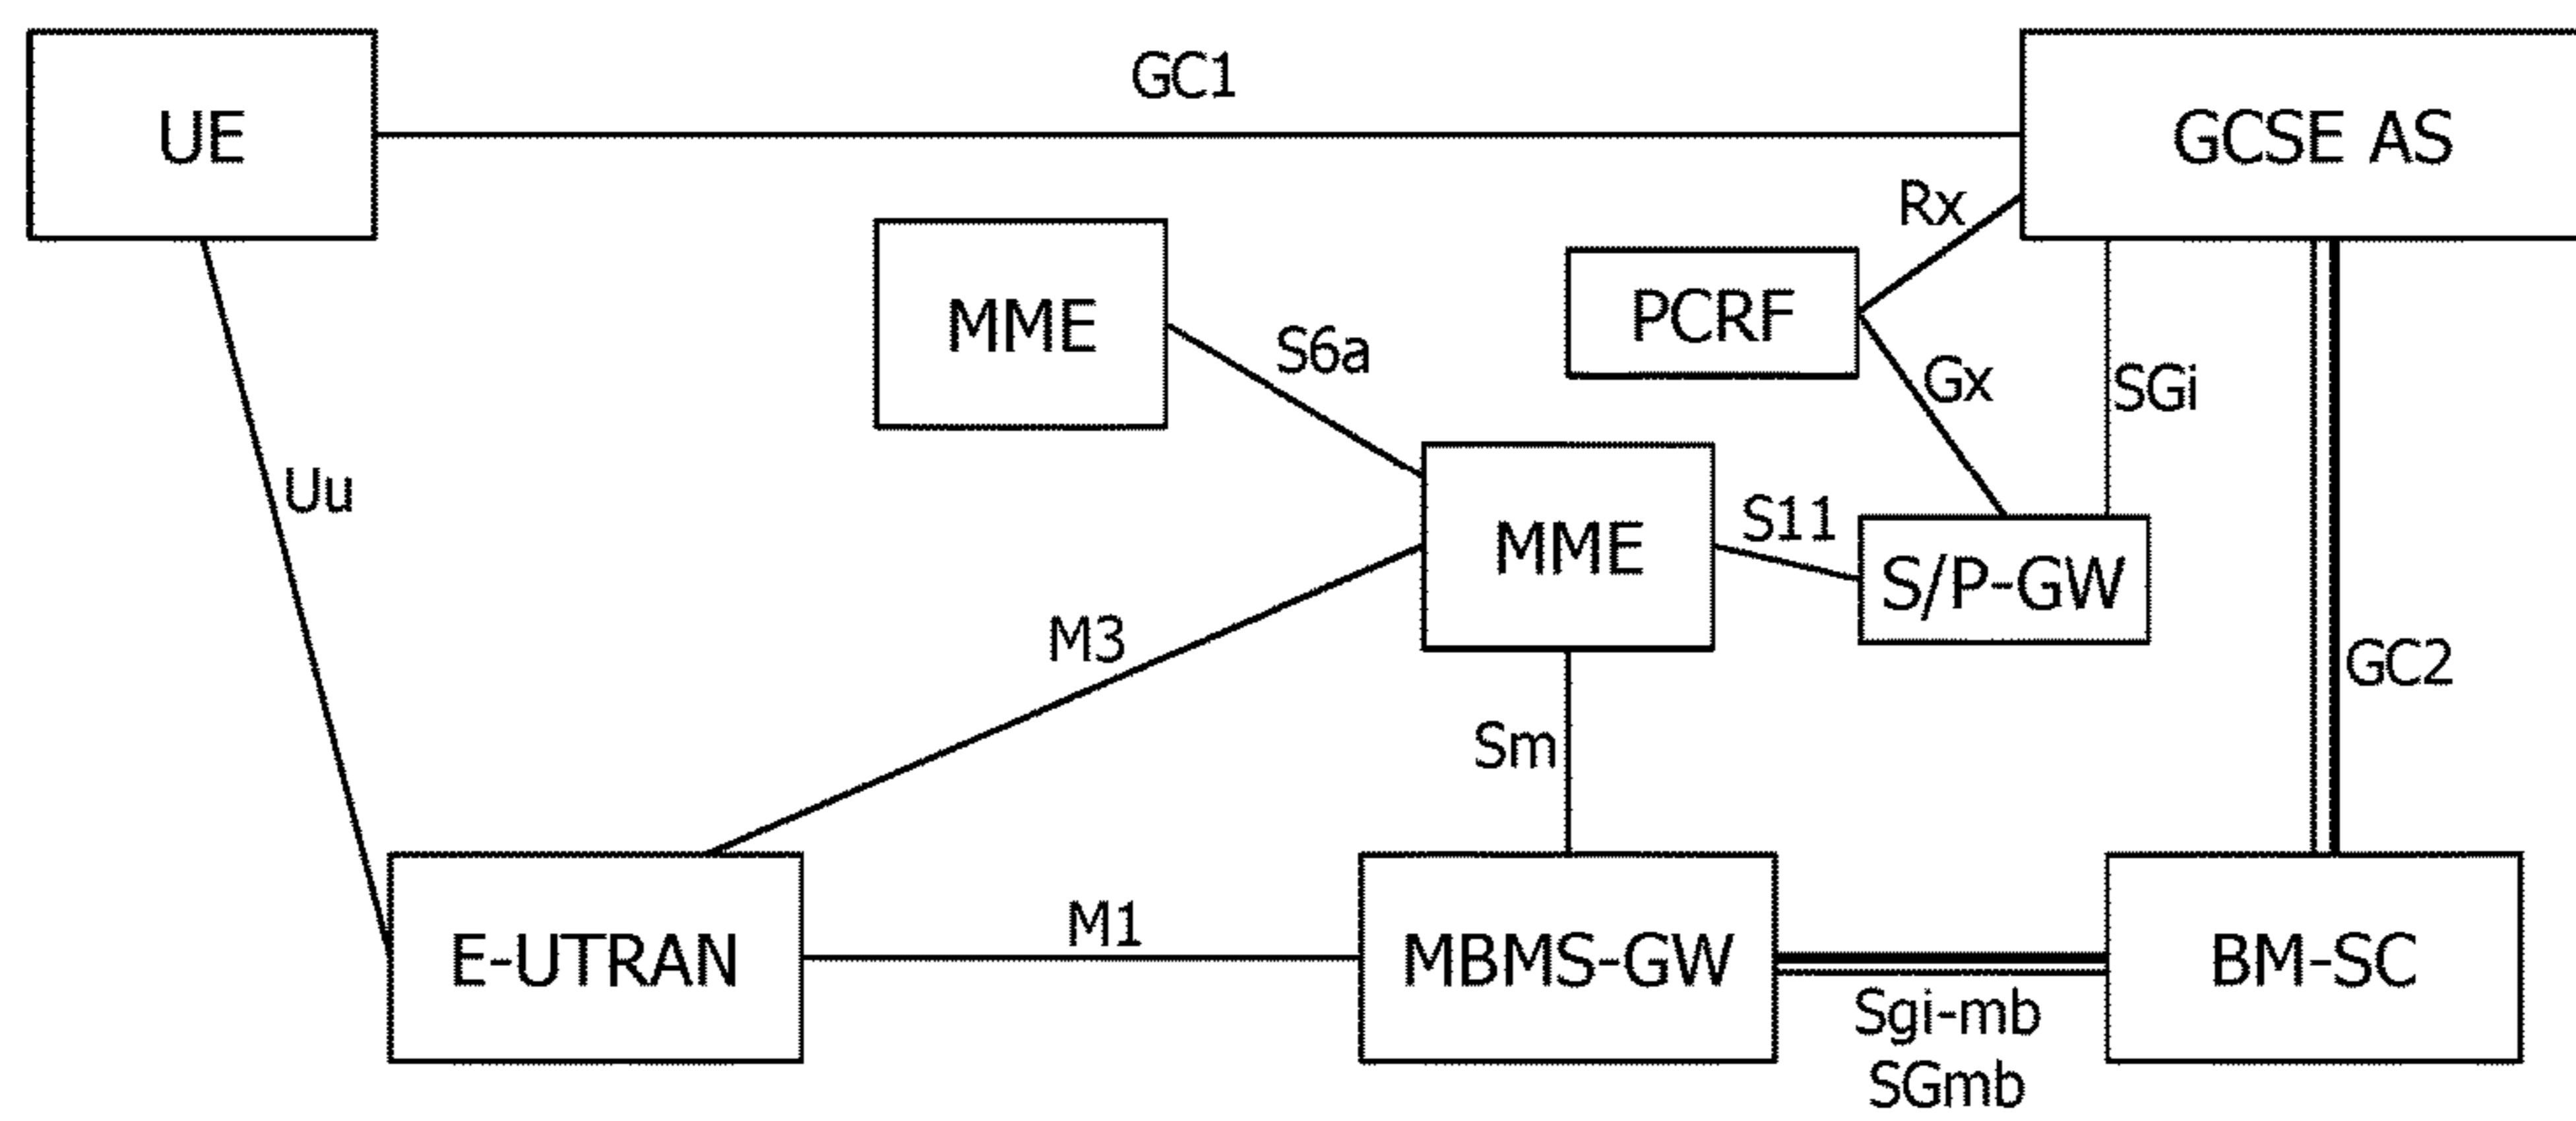 GC1
UE
GCSE AS
Rx
MME
PCRF
S6a
Gx
SGi
Uu
S11
MME
S/P-GW
M3
GC2
Sm
M1
E-UTRAN
MBMS-GW
BM-SC
Sgi-mb
SGmb